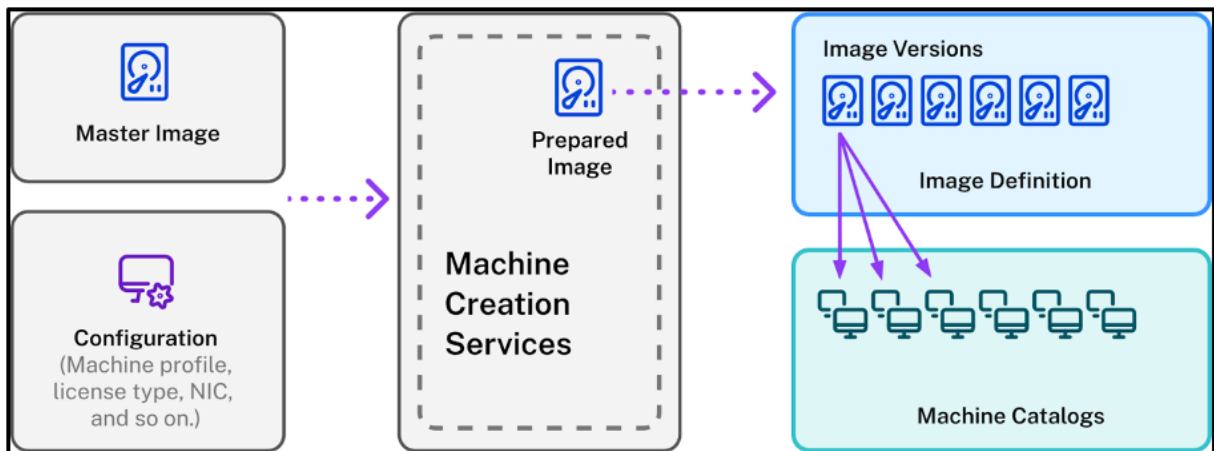 Master Image
Configuration
(Machine profile,
license type, NIC,
and so on.)
Prepared
Image
Machine
Creation
Services
Image Versions
Image Definition
Machine Catalogs